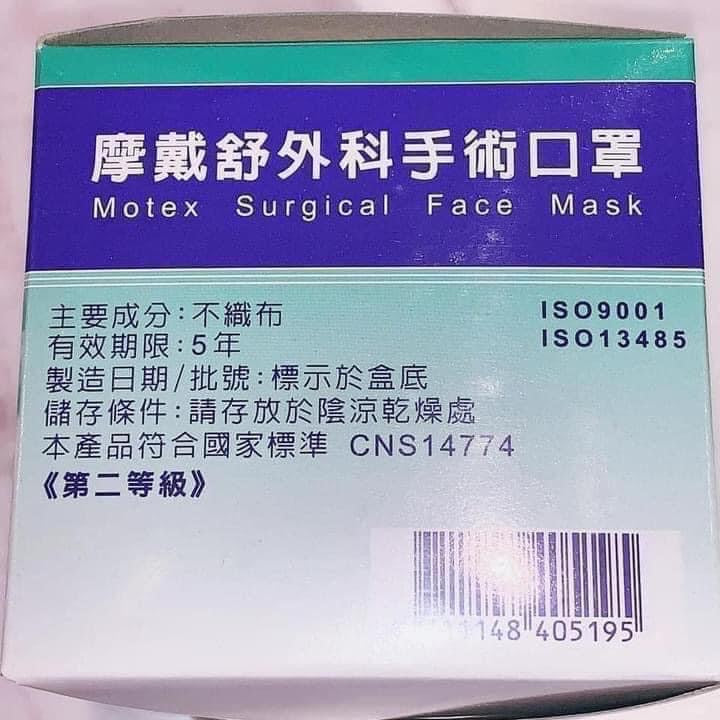 摩戴舒外科手術口罩
Motex Surgical Face Mask
主要成分:不織布
有效期限:5年
製造日期/批號:標示於盒底
儲存條件:請存放於陰涼乾燥處
本產品符合國家標準 CNS14774
《第二等級》
ISO9001
ISO13485
148 405195